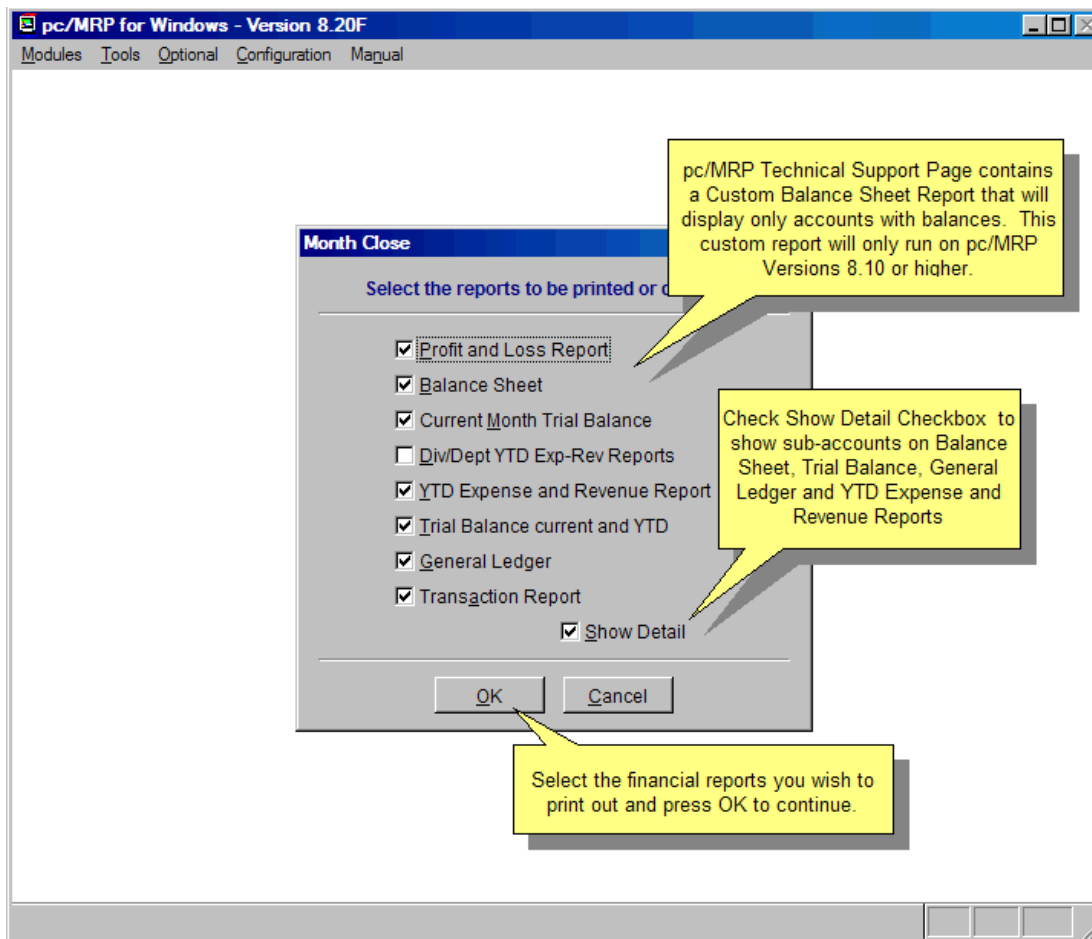 pc/MRP for Windows - Version 8.20F
Modules Tools Optional Configuration Manual
pc/MRP Technical Support Page contains
a Custom Balance Sheet Report that will
display only accounts with balances. This
custom report will only run on pc/MRP
Versions 8.10 or higher.
Month Close
Select the reports to be printed or
Profit and Loss Report
Balance Sheet
Current Month Trial Balance
Div/Dept YTD Exp-Rev Reports
YTD Expense and Revenue Report
Trial Balance current and YTD
General Ledger
Transaction Report
Show Detail
Check Show Detail Checkbox to
show sub-accounts on Balance
Sheet, Trial Balance, General
Ledger and YTD Expense and
Revenue Reports
OK Cancel
Select the financial reports you wish to
print out and press OK to continue.